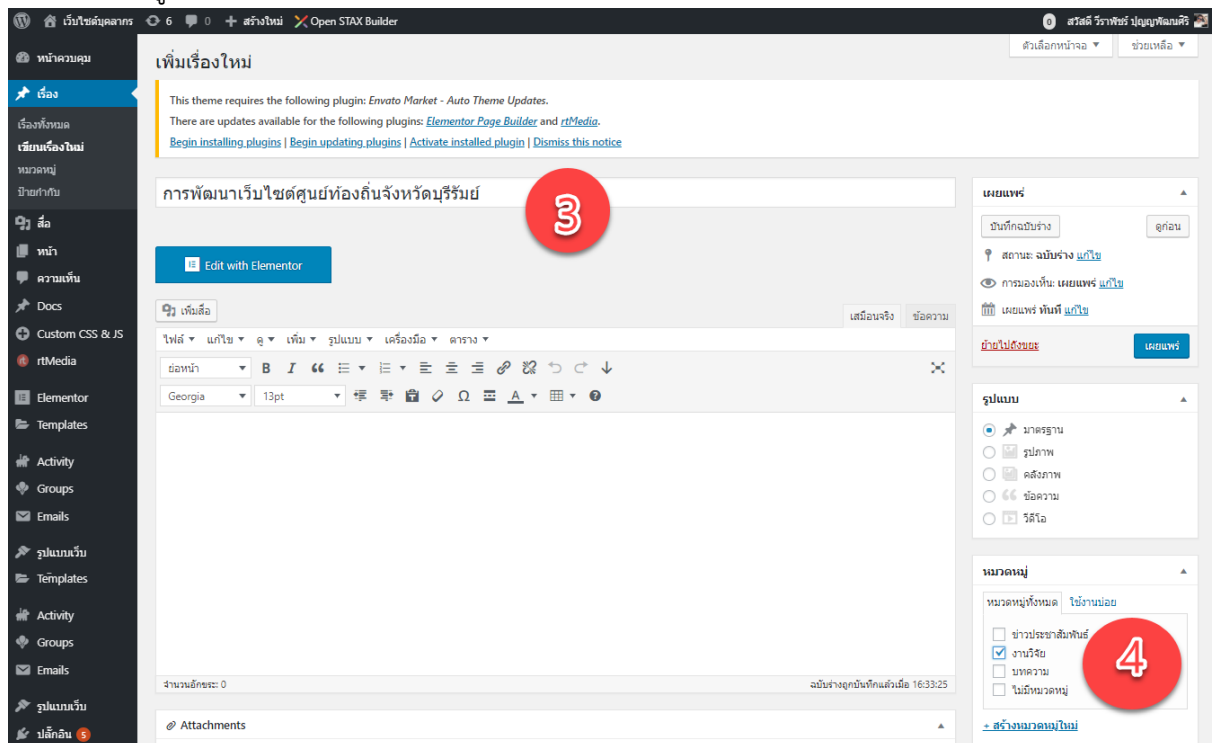 เว็บไซต์บุคลากร 6 0 + สร้างใหม่ Open STAX Builder 0 สวัสดี วีราพัชร์ ปุญญพัฒนศิริ
ตัวเลือกหน้าจอ ช่วยเหลือ
หน้าควบคุม
เรื่อง
เรื่องทั้งหมด
เขียนเรื่องใหม่
หมวดหมู่
ป้ายกำกับ
สื่อ
หน้า
ความเห็น
Docs
Custom CSS & JS
rtMedia
Elementor
Templates
Activity
Groups
Emails
รูปแบบเว็บ
Templates
Activity
Groups
Emails
รูปแบบเว็บ
ปลั๊กอิน 5
เพิ่มเรื่องใหม่
This theme requires the following plugin: Envato Market - Auto Theme Updates.
There are updates available for the following plugins: Elementor Page Builder and rtMedia.
Begin installing plugins | Begin updating plugins | Activate installed plugin | Dismiss this notice
การพัฒนาเว็บไซต์ศูนย์ท้องถิ่นจังหวัดบุรีรัมย์
3
Edit with Elementor
เพิ่มสื่อ
เสมือนจริง ข้อความ
ไฟล์ แก้ไข ดู เพิ่ม รูปแบบ เครื่องมือ ตาราง
ย่อหน้า B I
Georgia 13pt Ω A
จำนวนอักขระ: 0 ฉบับร่างถูกบันทึกแล้วเมื่อ 16:33:25
Attachments
เผยแพร่
บันทึกฉบับร่าง ดูก่อน
สถานะ: ฉบับร่าง แก้ไข
การมองเห็น: เผยแพร่ แก้ไข
เผยแพร่ ทันที แก้ไข
ย้ายไปถังขยะ เผยแพร่
รูปแบบ
มาตรฐาน
รูปภาพ
คลังภาพ
ข้อความ
วีดีโอ
หมวดหมู่
หมวดหมู่ทั้งหมด ใช้งานบ่อย
ข่าวประชาสัมพันธ์
งานวิจัย
บทความ
ไม่มีหมวดหมู่
4
+ สร้างหมวดหมู่ใหม่